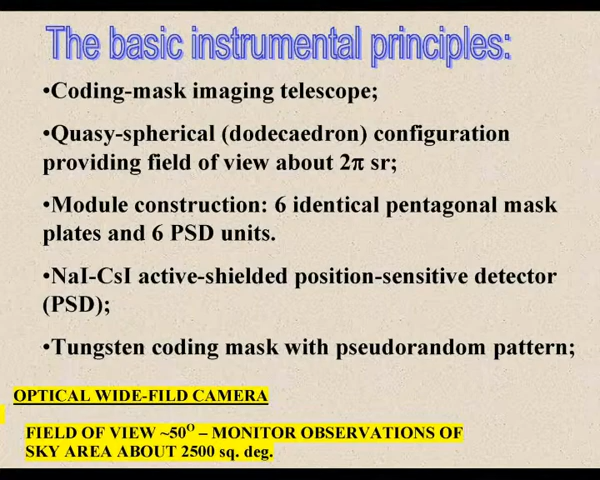 The basic instrumental principles:
•Coding-mask imaging telescope;
•Quasy-spherical (dodecaedron) configuration
providing field of view about 2π sr;
•Module construction: 6 identical pentagonal mask
plates and 6 PSD units.
•NaI-CsI active-shielded position-sensitive detector
(PSD);
•Tungsten coding mask with pseudorandom pattern;
OPTICAL WIDE-FILD CAMERA
FIELD OF VIEW ~50⁰ – MONITOR OBSERVATIONS OF
SKY AREA ABOUT 2500 sq. deg.